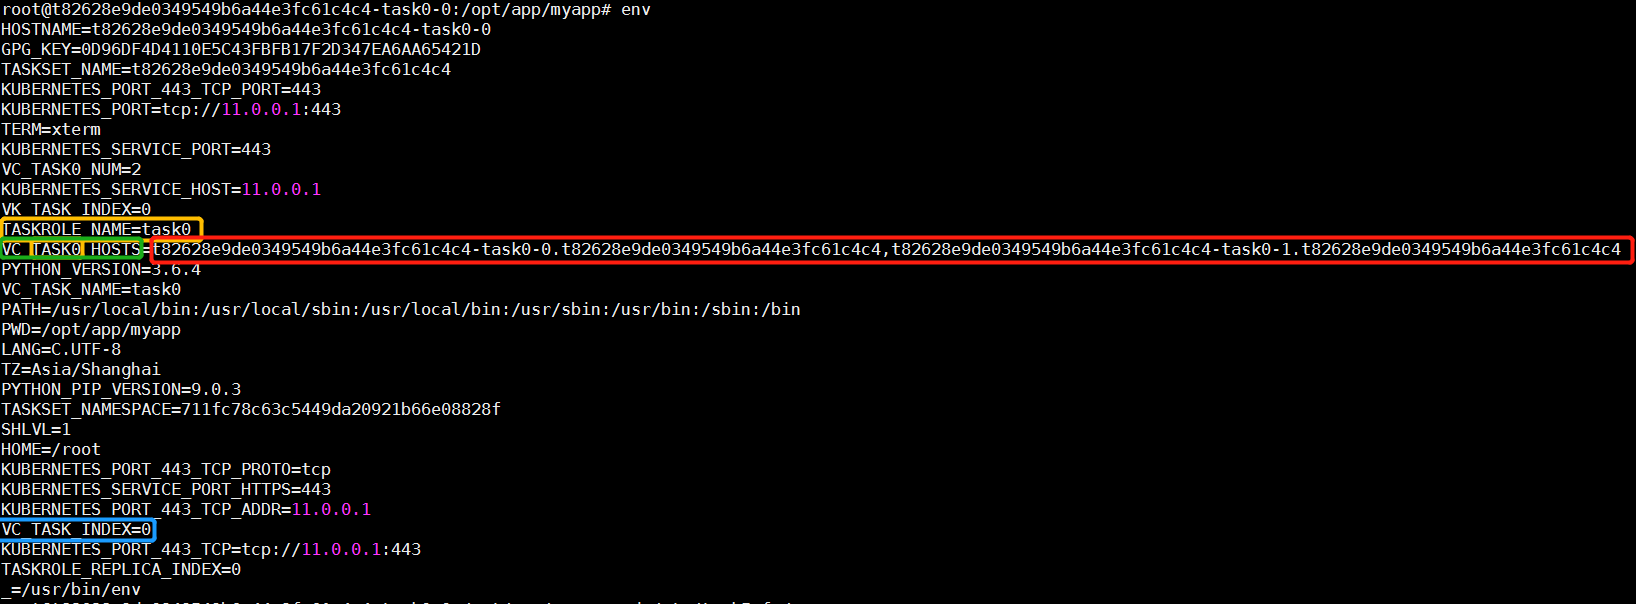 root@t82628e9de0349549b6a44e3fc61c4c4-task0-0:/opt/app/myapp# env
HOSTNAME=t82628e9de0349549b6a44e3fc61c4c4-task0-0
GPG_KEY=0D96DF4D4110E5C43FBFB17F2D347EA6AA65421D
TASKSET_NAME=t82628e9de0349549b6a44e3fc61c4c4
KUBERNETES_PORT_443_TCP_PORT=443
KUBERNETES_PORT=tcp://11.0.0.1:443
TERM=xterm
KUBERNETES_SERVICE_PORT=443
VC_TASK0_NUM=2
KUBERNETES_SERVICE_HOST=11.0.0.1
VK_TASK_INDEX=0
TASKROLE_NAME=task0
VC_TASK0_HOSTS=t82628e9de0349549b6a44e3fc61c4c4-task0-0.t82628e9de0349549b6a44e3fc61c4c4,t82628e9de0349549b6a44e3fc61c4c4-task0-1.t82628e9de0349549b6a44e3fc61c4c4
PYTHON_VERSION=3.6.4
VC_TASK_NAME=task0
PATH=/usr/local/bin:/usr/local/sbin:/usr/local/bin:/usr/sbin:/usr/bin:/sbin:/bin
PWD=/opt/app/myapp
LANG=C.UTF-8
TZ=Asia/Shanghai
PYTHON_PIP_VERSION=9.0.3
TASKSET_NAMESPACE=711fc78c63c5449da20921b66e08828f
SHLVL=1
HOME=/root
KUBERNETES_PORT_443_TCP_PROTO=tcp
KUBERNETES_SERVICE_PORT_HTTPS=443
KUBERNETES_PORT_443_TCP_ADDR=11.0.0.1
VC_TASK_INDEX=0
KUBERNETES_PORT_443_TCP=tcp://11.0.0.1:443
TASKROLE_REPLICA_INDEX=0
_=/usr/bin/env